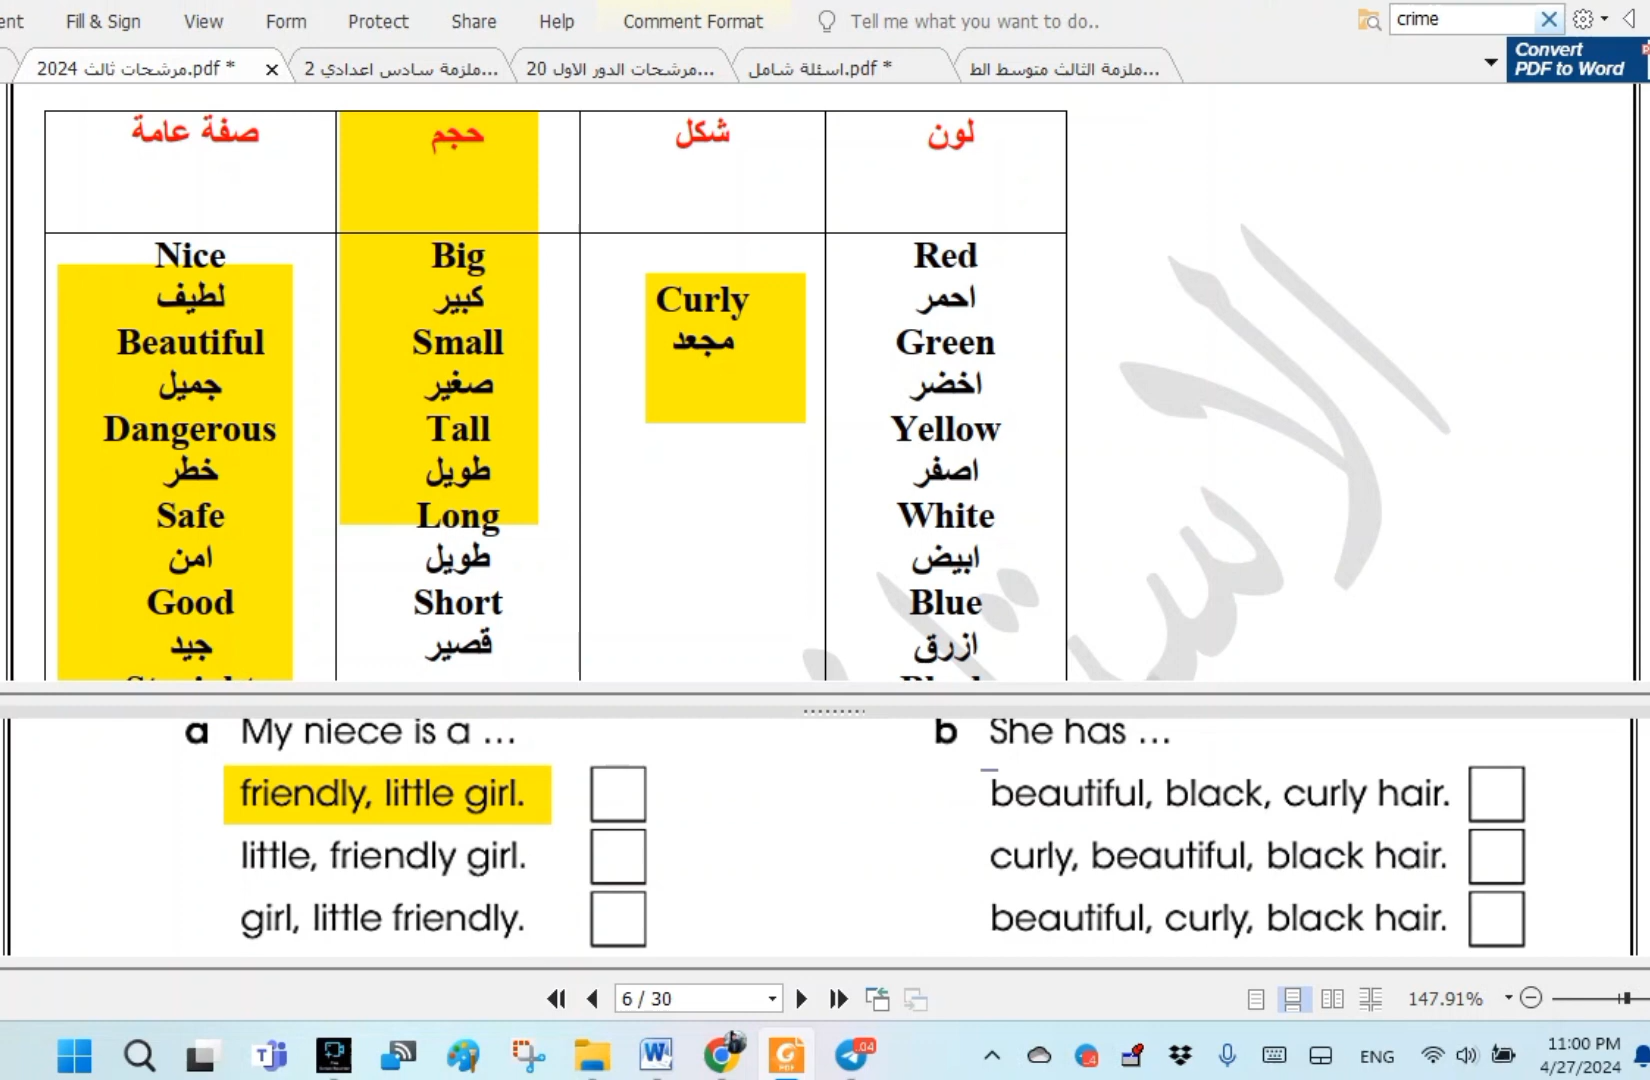 ent Fill & Sign View Form Protect Share Help Comment Format Tell me what you want to do.. crime
مرشحات ثالث 2024.pdf * ملزمة سادس اعدادي 2... مرشحات الدور الاول 20... اسئلة شامل.pdf * ملزمة الثالث متوسط الط...
Convert
PDF to Word
صفة عامة حجم شكل لون
Nice Big Red
لطيف كبير Curly احمر
Beautiful Small مجعد Green
جميل صغير اخضر
Dangerous Tall Yellow
خطر طويل اصفر
Safe Long White
امن طويل ابيض
Good Short Blue
جيد قصير ازرق
a My niece is a ... b She has ...
friendly, little girl. beautiful, black, curly hair.
little, friendly girl. curly, beautiful, black hair.
girl, little friendly. beautiful, curly, black hair.
6 / 30 147.91%
ENG 11:00 PM
4/27/2024